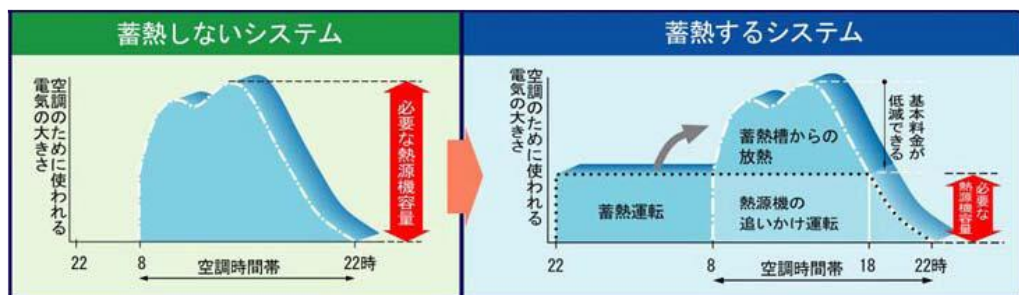 蓄熱しないシステム
空調のために使われる
電気の大きさ
必要な熱源機容量
22
8
22時
空調時間帯
蓄熱するシステム
空調のために使われる
電気の大きさ
蓄熱槽からの
放熱
基本料金が
低減できる
蓄熱運転
熱源機の
追いかけ運転
必要な
熱源機容量
22
8
18
22時
空調時間帯